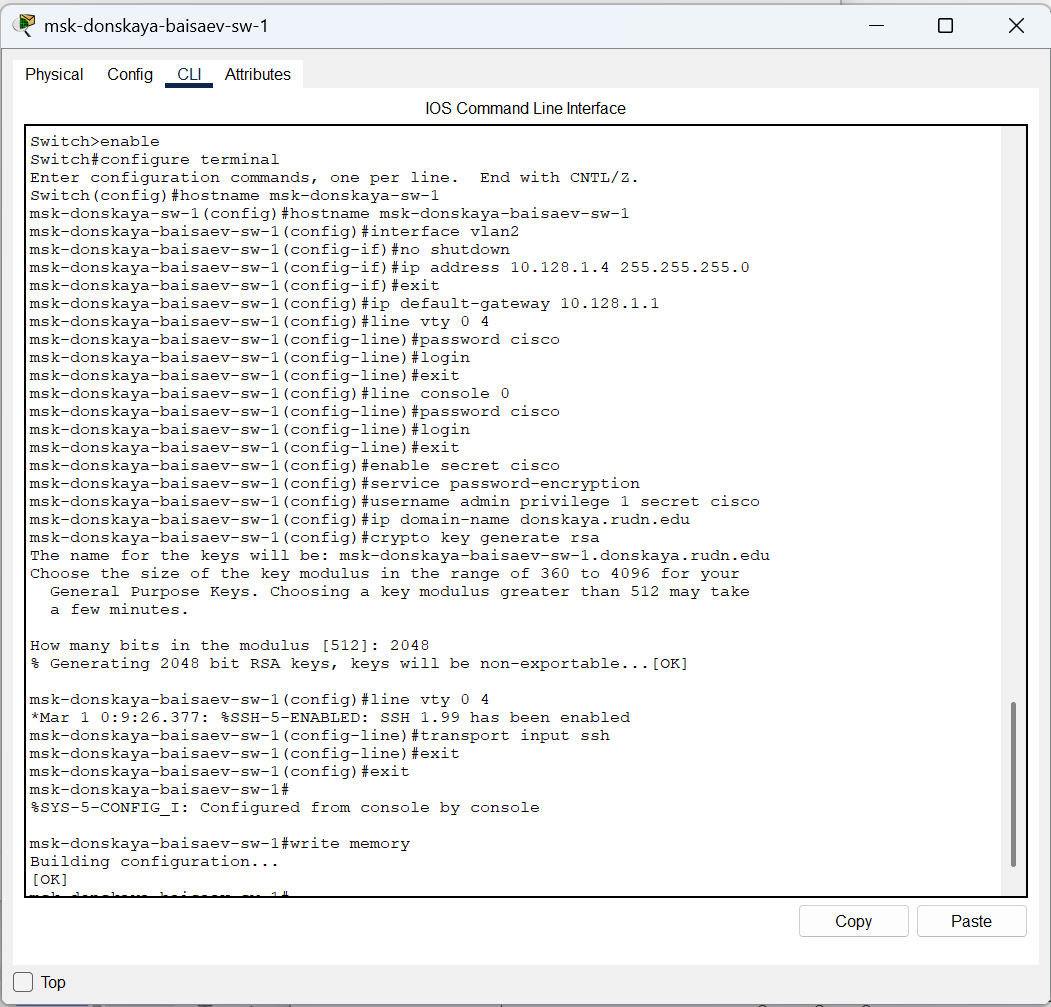 msk-donskaya-baisaev-sw-1
Physical Config CLI Attributes
IOS Command Line Interface
Switch>enable
Switch#configure terminal
Enter configuration commands, one per line.  End with CNTL/Z.
Switch(config)#hostname msk-donskaya-sw-1
msk-donskaya-sw-1(config)#hostname msk-donskaya-baisaev-sw-1
msk-donskaya-baisaev-sw-1(config)#interface vlan2
msk-donskaya-baisaev-sw-1(config-if)#no shutdown
msk-donskaya-baisaev-sw-1(config-if)#ip address 10.128.1.4 255.255.255.0
msk-donskaya-baisaev-sw-1(config-if)#exit
msk-donskaya-baisaev-sw-1(config)#ip default-gateway 10.128.1.1
msk-donskaya-baisaev-sw-1(config)#line vty 0 4
msk-donskaya-baisaev-sw-1(config-line)#password cisco
msk-donskaya-baisaev-sw-1(config-line)#login
msk-donskaya-baisaev-sw-1(config-line)#exit
msk-donskaya-baisaev-sw-1(config)#line console 0
msk-donskaya-baisaev-sw-1(config-line)#password cisco
msk-donskaya-baisaev-sw-1(config-line)#login
msk-donskaya-baisaev-sw-1(config-line)#exit
msk-donskaya-baisaev-sw-1(config)#enable secret cisco
msk-donskaya-baisaev-sw-1(config)#service password-encryption
msk-donskaya-baisaev-sw-1(config)#username admin privilege 1 secret cisco
msk-donskaya-baisaev-sw-1(config)#ip domain-name donskaya.rudn.edu
msk-donskaya-baisaev-sw-1(config)#crypto key generate rsa
The name for the keys will be: msk-donskaya-baisaev-sw-1.donskaya.rudn.edu
Choose the size of the key modulus in the range of 360 to 4096 for your
General Purpose Keys. Choosing a key modulus greater than 512 may take
a few minutes.
How many bits in the modulus [512]: 2048
% Generating 2048 bit RSA keys, keys will be non-exportable...[OK]
msk-donskaya-baisaev-sw-1(config)#line vty 0 4
*Mar 1 0:9:26.377: %SSH-5-ENABLED: SSH 1.99 has been enabled
msk-donskaya-baisaev-sw-1(config-line)#transport input ssh
msk-donskaya-baisaev-sw-1(config-line)#exit
msk-donskaya-baisaev-sw-1(config)#exit
msk-donskaya-baisaev-sw-1#
%SYS-5-CONFIG_I: Configured from console by console
msk-donskaya-baisaev-sw-1#write memory
Building configuration...
[OK]
msk-donskaya-baisaev-sw-1#
Copy Paste
Top